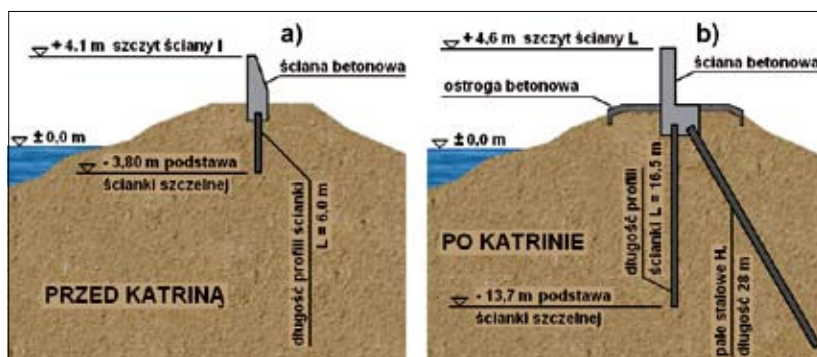 a)
+ 4.1 m szczyt ściany I
ściana betonowa
± 0,0 m
- 3,80 m podstawa
ścianki szczelnej
długość profili ścianki
L = 6,0 m
PRZED KATRINĄ
b)
+ 4,6 m szczyt ściany L
ściana betonowa
ostroga betonowa
± 0,0 m
długość profili
ścianki L = 16,5 m
PO KATRINIE
- 13,7 m podstawa
ścianki szczelnej
pale stalowe H,
długość 28 m